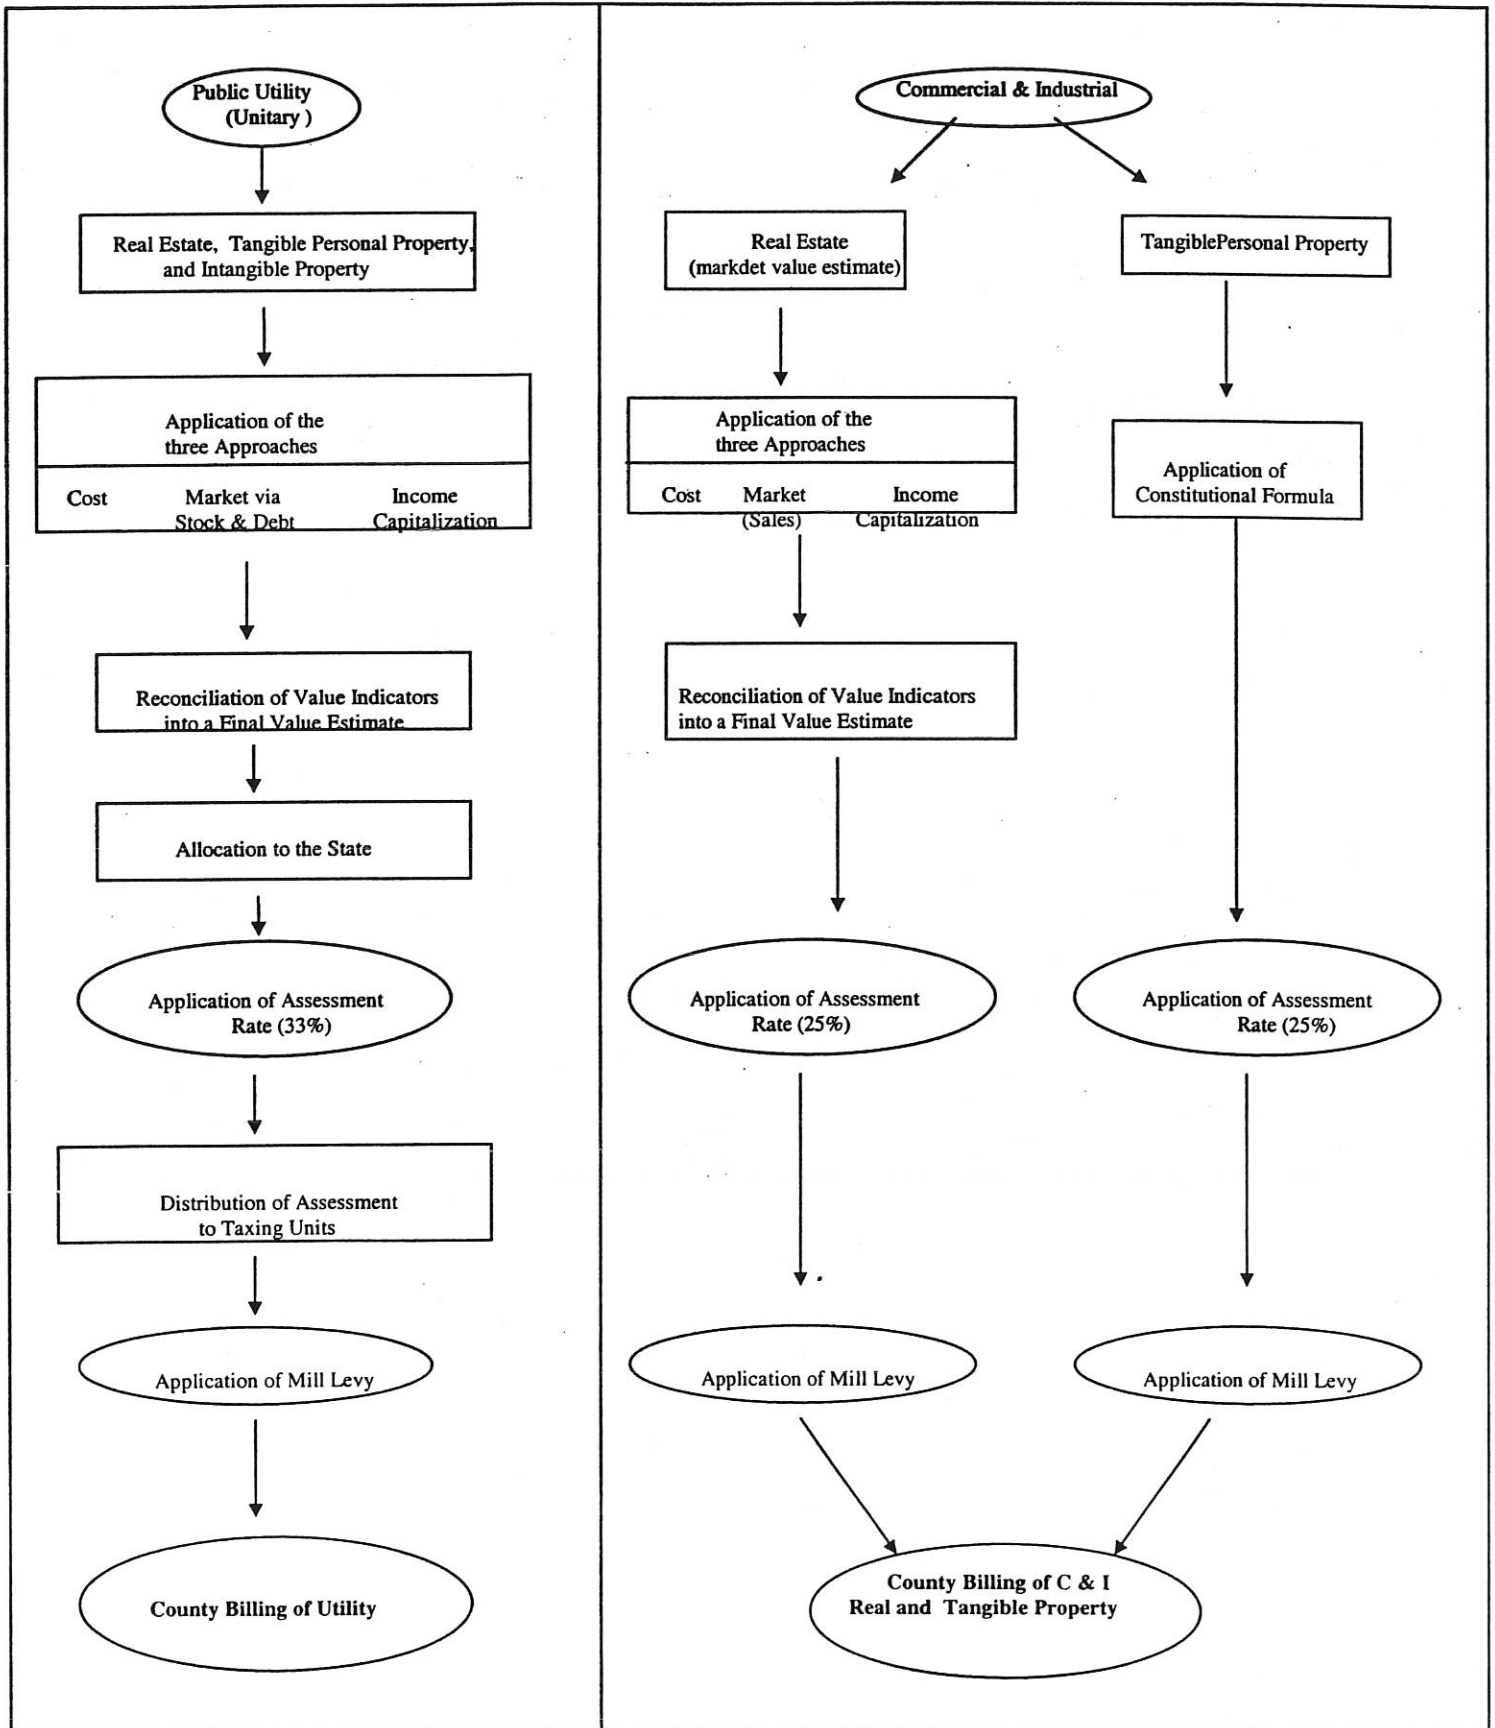 Public Utility
(Unitary )
Real Estate, Tangible Personal Property,
and Intangible Property
Application of the
three Approaches
Cost Market via Income
Stock & Debt Capitalization
Reconciliation of Value Indicators
into a Final Value Estimate
Allocation to the State
Application of Assessment
Rate (33%)
Distribution of Assessment
to Taxing Units
Application of Mill Levy
County Billing of Utility
Commercial & Industrial
Real Estate
(markdet value estimate)
Application of the
three Approaches
Cost Market Income
(Sales) Capitalization
Reconciliation of Value Indicators
into a Final Value Estimate
Application of Assessment
Rate (25%)
Application of Mill Levy
TangiblePersonal Property
Application of
Constitutional Formula
Application of Assessment
Rate (25%)
Application of Mill Levy
County Billing of C & I
Real and Tangible Property